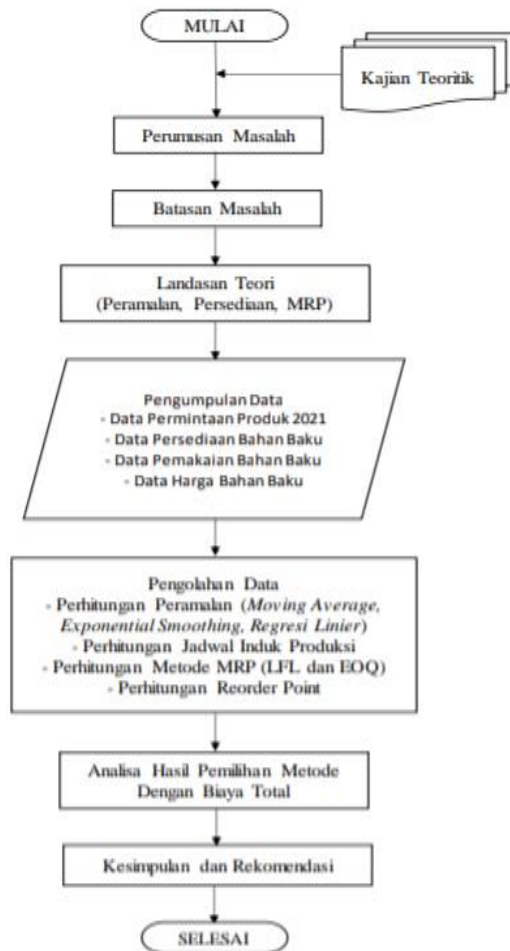 MULAI
Kajian Teoritik
Perumusan Masalah
Batasan Masalah
Landasan Teori
(Peramalan, Persediaan, MRP)
Pengumpulan Data
- Data Permintaan Produk 2021
- Data Persediaan Bahan Baku
- Data Pemakaian Bahan Baku
- Data Harga Bahan Baku
Pengolahan Data
- Perhitungan Peramalan (Moving Average,
Exponential Smoothing, Regresi Linier)
- Perhitungan Jadwal Induk Produksi
- Perhitungan Metode MRP (LFL dan EOQ)
- Perhitungan Reorder Point
Analisa Hasil Pemilihan Metode
Dengan Biaya Total
Kesimpulan dan Rekomendasi
SELESAI